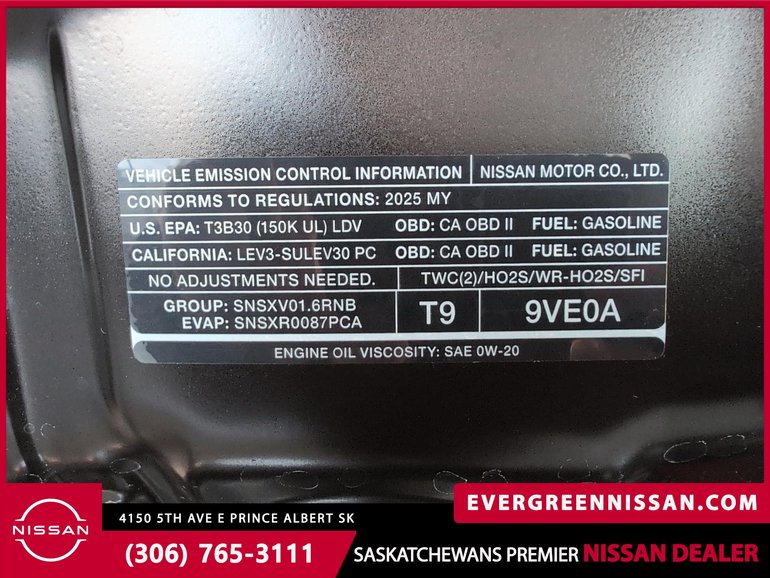 VEHICLE EMISSION CONTROL INFORMATION NISSAN MOTOR CO., LTD.
CONFORMS TO REGULATIONS: 2025 MY
U.S. EPA: T3B30 (150K UL) LDV OBD: CA OBD II FUEL: GASOLINE
CALIFORNIA: LEV3-SULEV30 PC OBD: CA OBD II FUEL: GASOLINE
NO ADJUSTMENTS NEEDED. TWC(2)/HO2S/WR-HO2S/SFI
GROUP: SNSXV01.6RNB
EVAP: SNSXR0087PCA
T9 9VE0A
ENGINE OIL VISCOSITY: SAE 0W-20
EVERGREENNISSAN.COM
NISSAN
4150 5TH AVE E PRINCE ALBERT SK
(306) 765-3111
SASKATCHEWANS PREMIER NISSAN DEALER